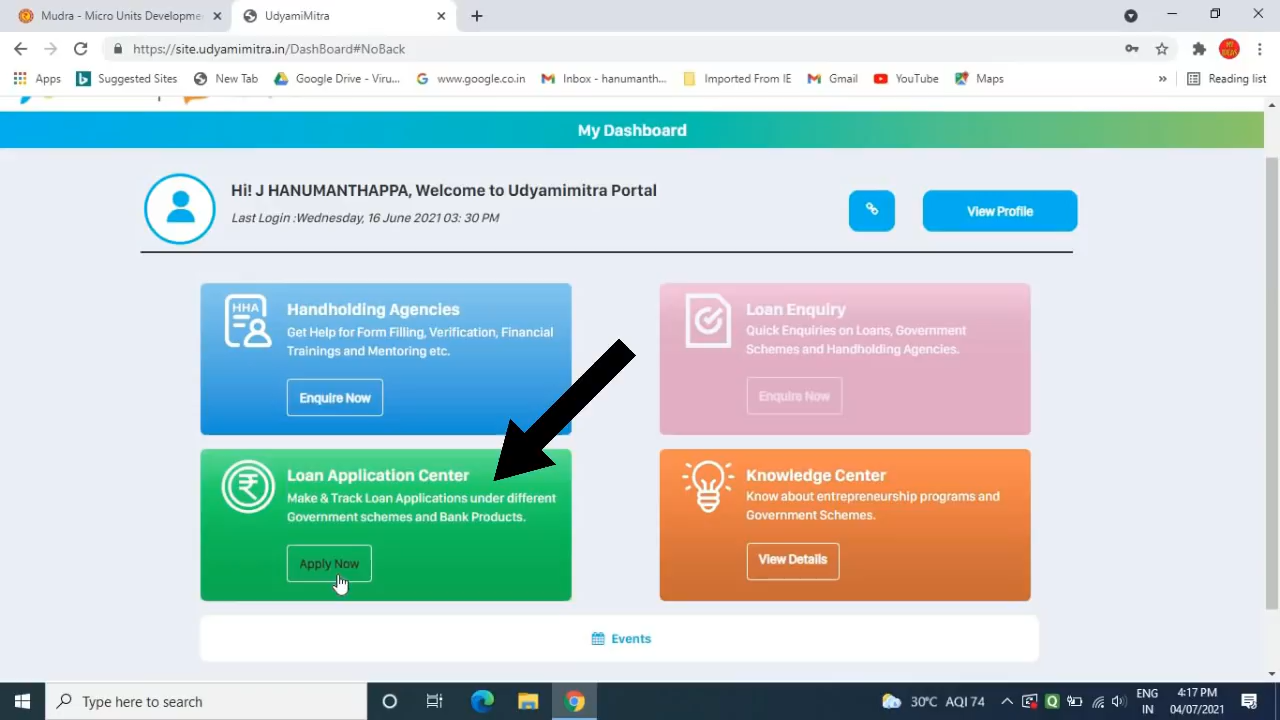 Mudra - Micro Units Developme
UdyamiMitra
https://site.udyamimitra.in/DashBoard#NoBack
Apps
Suggested Sites
New Tab
Google Drive - Viru...
www.google.co.in
Inbox - hanumanth...
Imported From IE
Gmail
YouTube
Maps
»
Reading list
My Dashboard
Hi! J HANUMANTHAPPA, Welcome to Udyamimitra Portal
Last Login :Wednesday, 16 June 2021 03: 30 PM
View Profile
HHA
Handholding Agencies
Get Help for Form Filling, Verification, Financial
Trainings and Mentoring etc.
Enquire Now
Loan Enquiry
Quick Enquiries on Loans, Government
Schemes and Handholding Agencies.
Enquire Now
₹
Loan Application Center
Make & Track Loan Applications under different
Government schemes and Bank Products.
Apply Now
Knowledge Center
Know about entrepreneurship programs and
Government Schemes.
View Details
Events
Type here to search
30°C AQI 74
ENG
IN
4:17 PM
04/07/2021